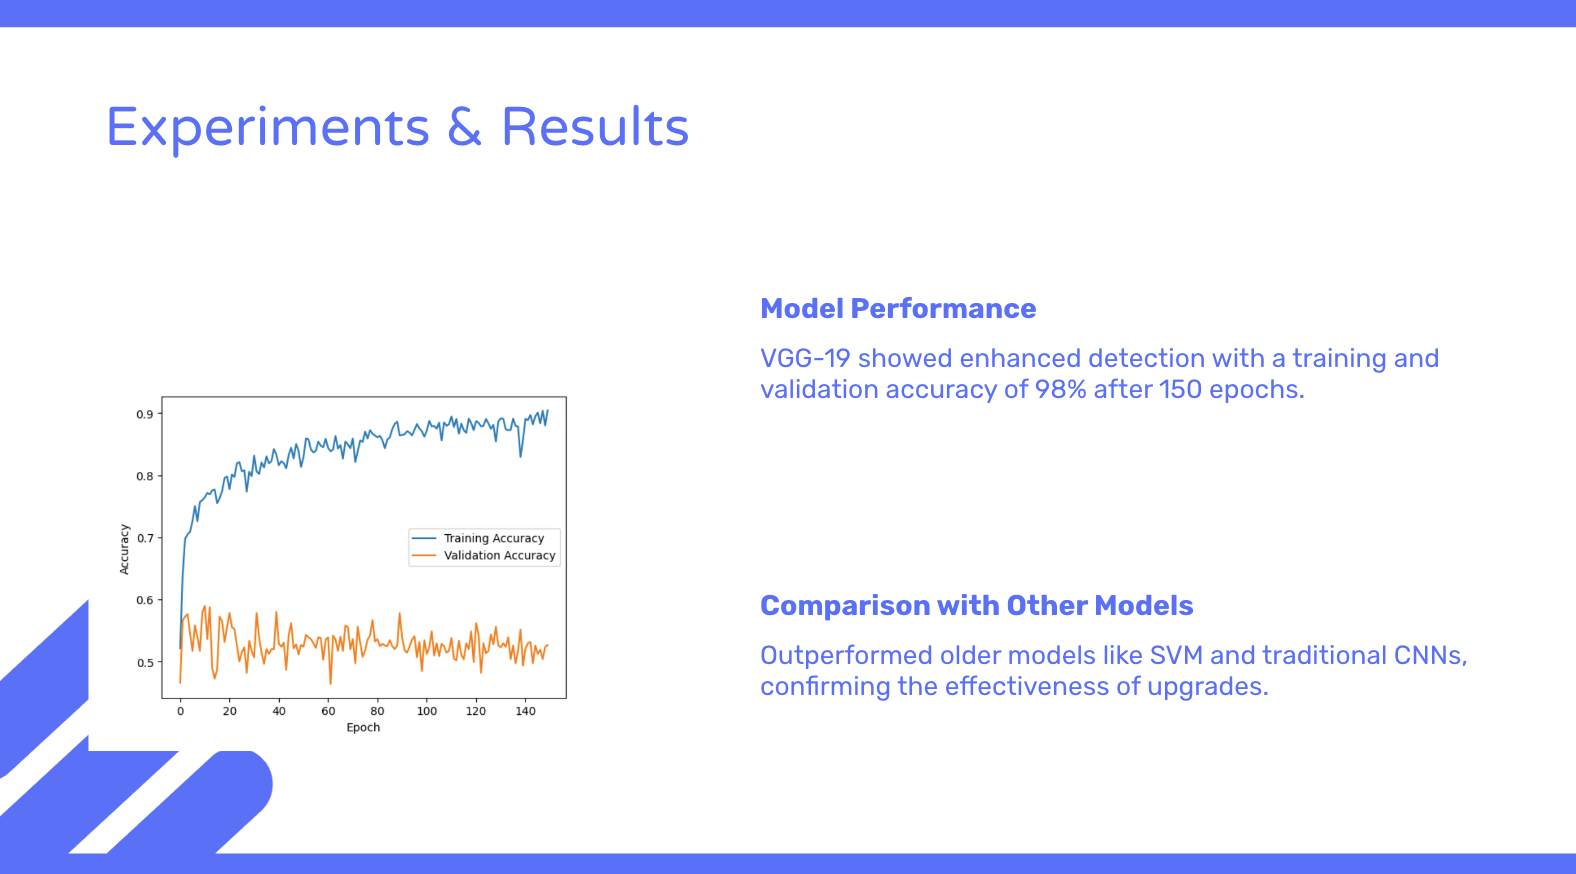 Experiments & Results
Model Performance
VGG-19 showed enhanced detection with a training and
validation accuracy of 98% after 150 epochs.
0.9
0.8
0.7
0.6
0.5
Accuracy
Training Accuracy
Validation Accuracy
0 20 40 60 80 100 120 140
Epoch
Comparison with Other Models
Outperformed older models like SVM and traditional CNNs,
confirming the effectiveness of upgrades.